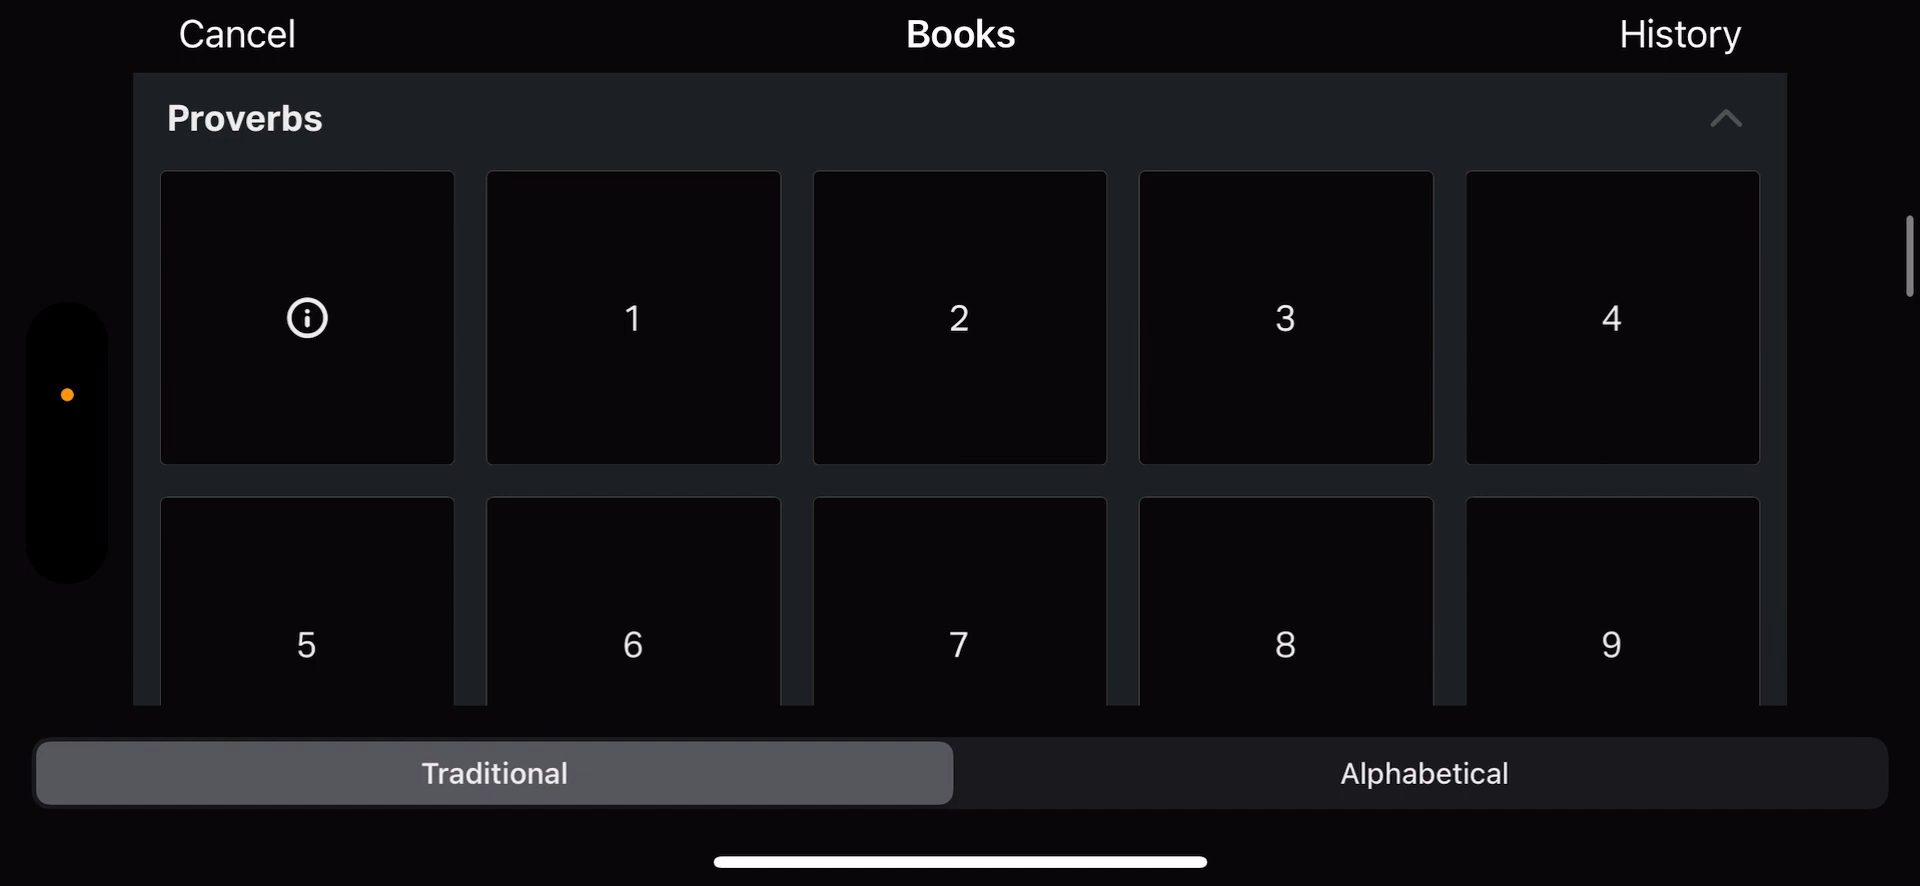 Cancel Books History
Proverbs
1 2 3 4
5 6 7 8 9
Traditional Alphabetical